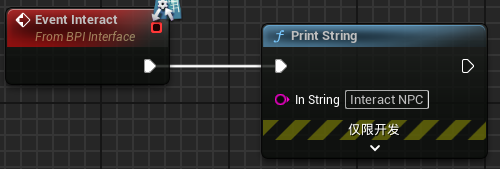 Event Interact
From BPI Interface
Print String
In String Interact NPC
仅限开发